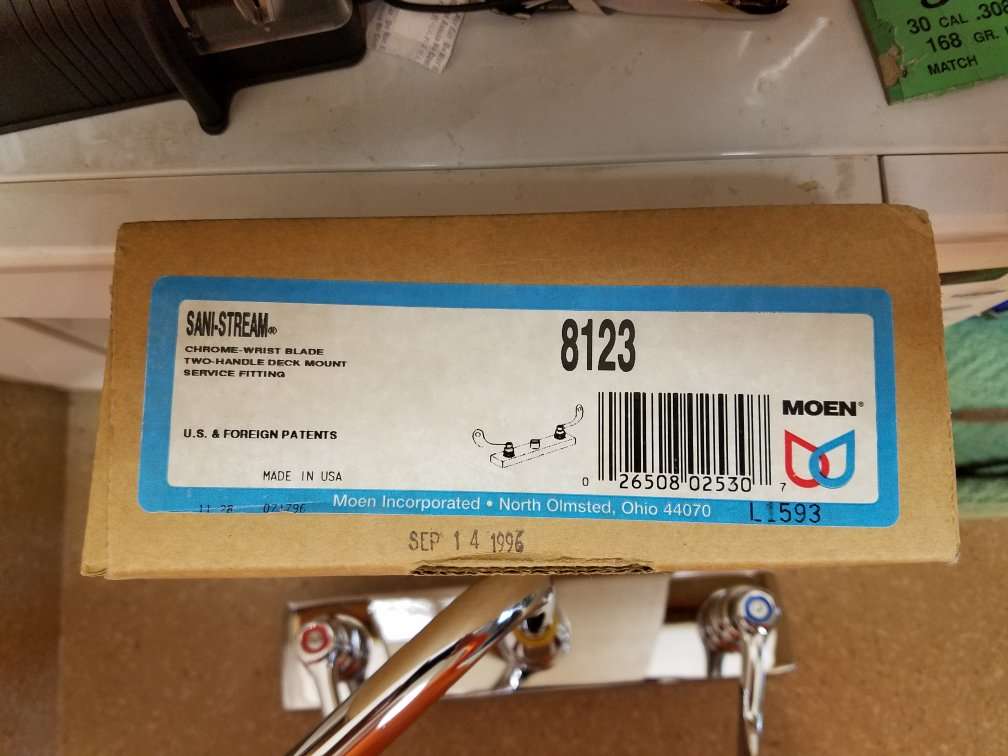 30 CAL .308
168 GR.
MATCH
SANI-STREAM®
CHROME-WRIST BLADE
TWO-HANDLE DECK MOUNT
SERVICE FITTING
8123
U.S. & FOREIGN PATENTS
MADE IN USA
MOEN®
0 26508 02530 7
Moen Incorporated • North Olmsted, Ohio 44070
L1593
SEP 14 1996